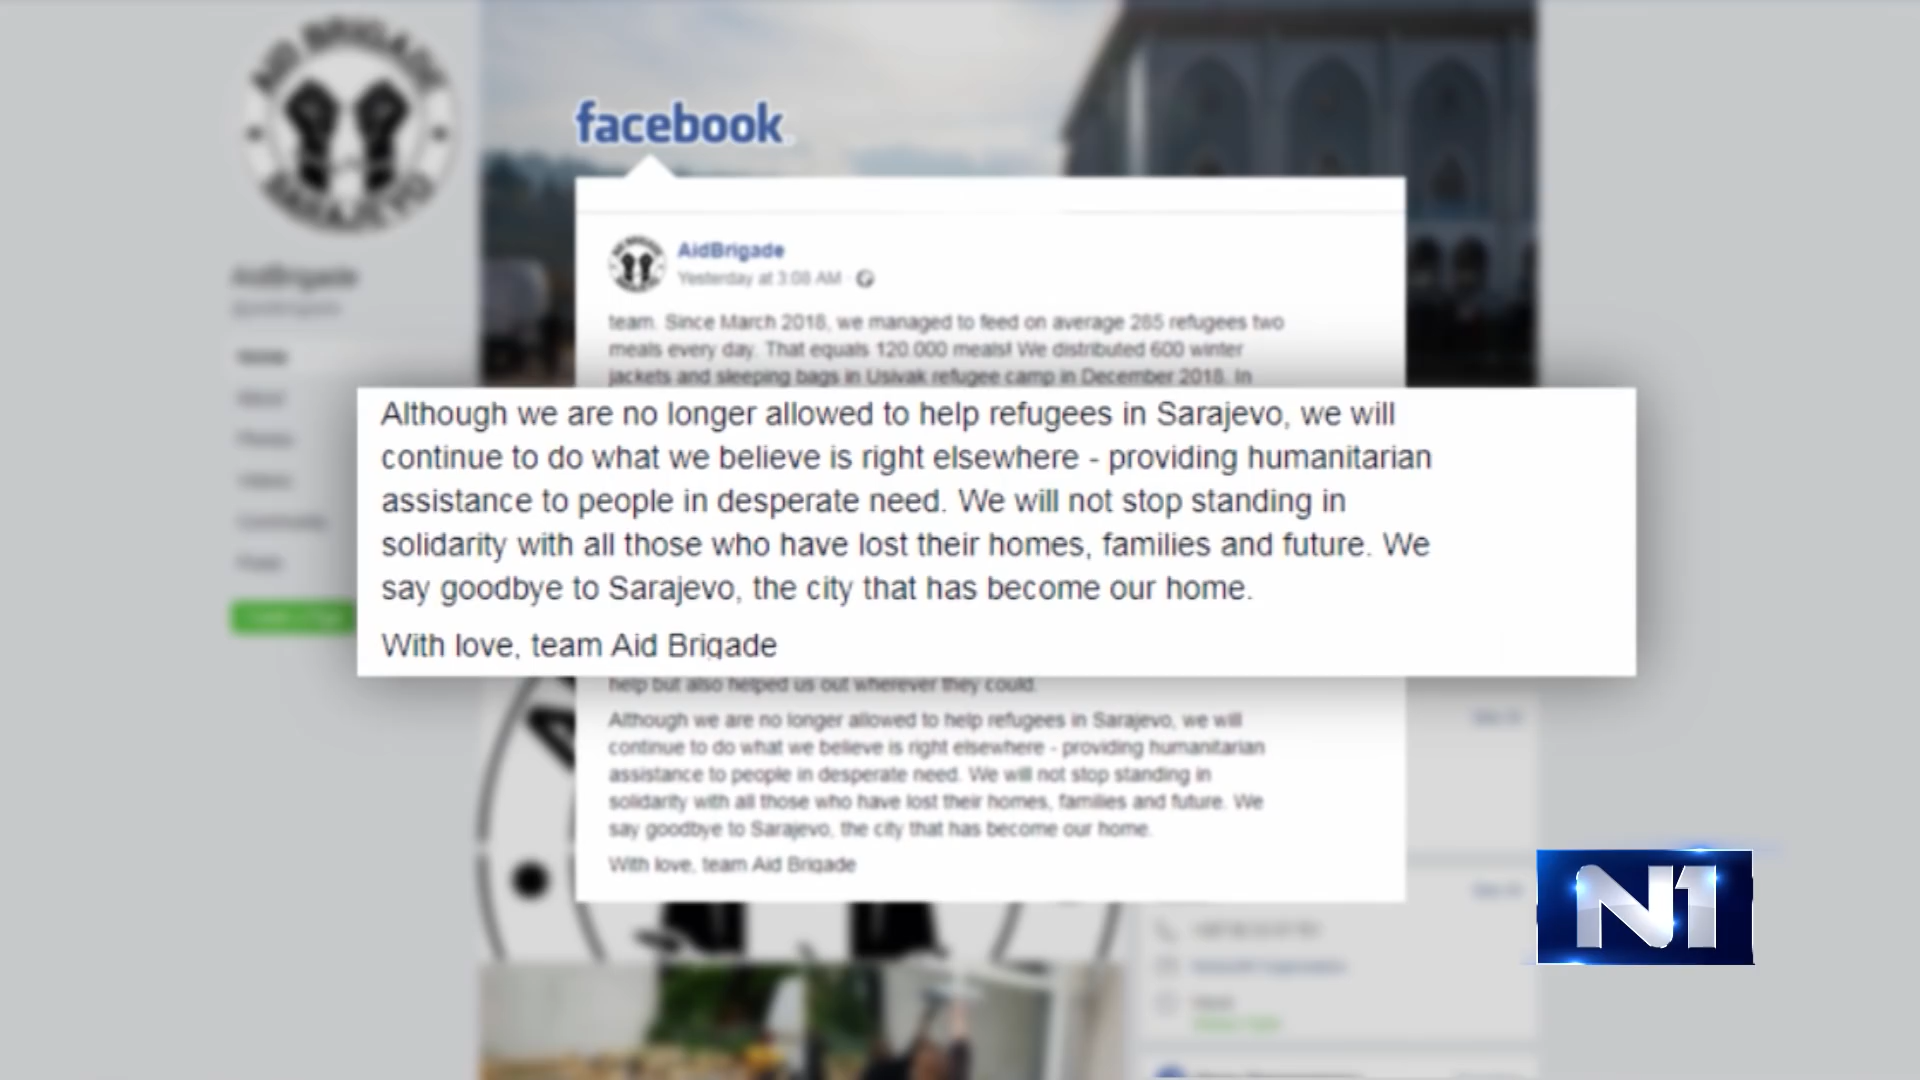 AID BRIGADE
SARAJEVO
facebook
AidBrigade
AidBrigade
Yesterday at 3:08 AM
team. Since March 2018, we managed to feed on average 285 refugees two
meals every day. That equals 120.000 meals! We distributed 600 winter
jackets and sleeping bags in Usivak refugee camp in December 2018. In
Although we are no longer allowed to help refugees in Sarajevo, we will
continue to do what we believe is right elsewhere - providing humanitarian
assistance to people in desperate need. We will not stop standing in
solidarity with all those who have lost their homes, families and future. We
say goodbye to Sarajevo, the city that has become our home.
With love, team Aid Brigade
help but also helped us out wherever they could.
Although we are no longer allowed to help refugees in Sarajevo, we will
continue to do what we believe is right elsewhere - providing humanitarian
assistance to people in desperate need. We will not stop standing in
solidarity with all those who have lost their homes, families and future. We
say goodbye to Sarajevo, the city that has become our home.
With love, team Aid Brigade
N1